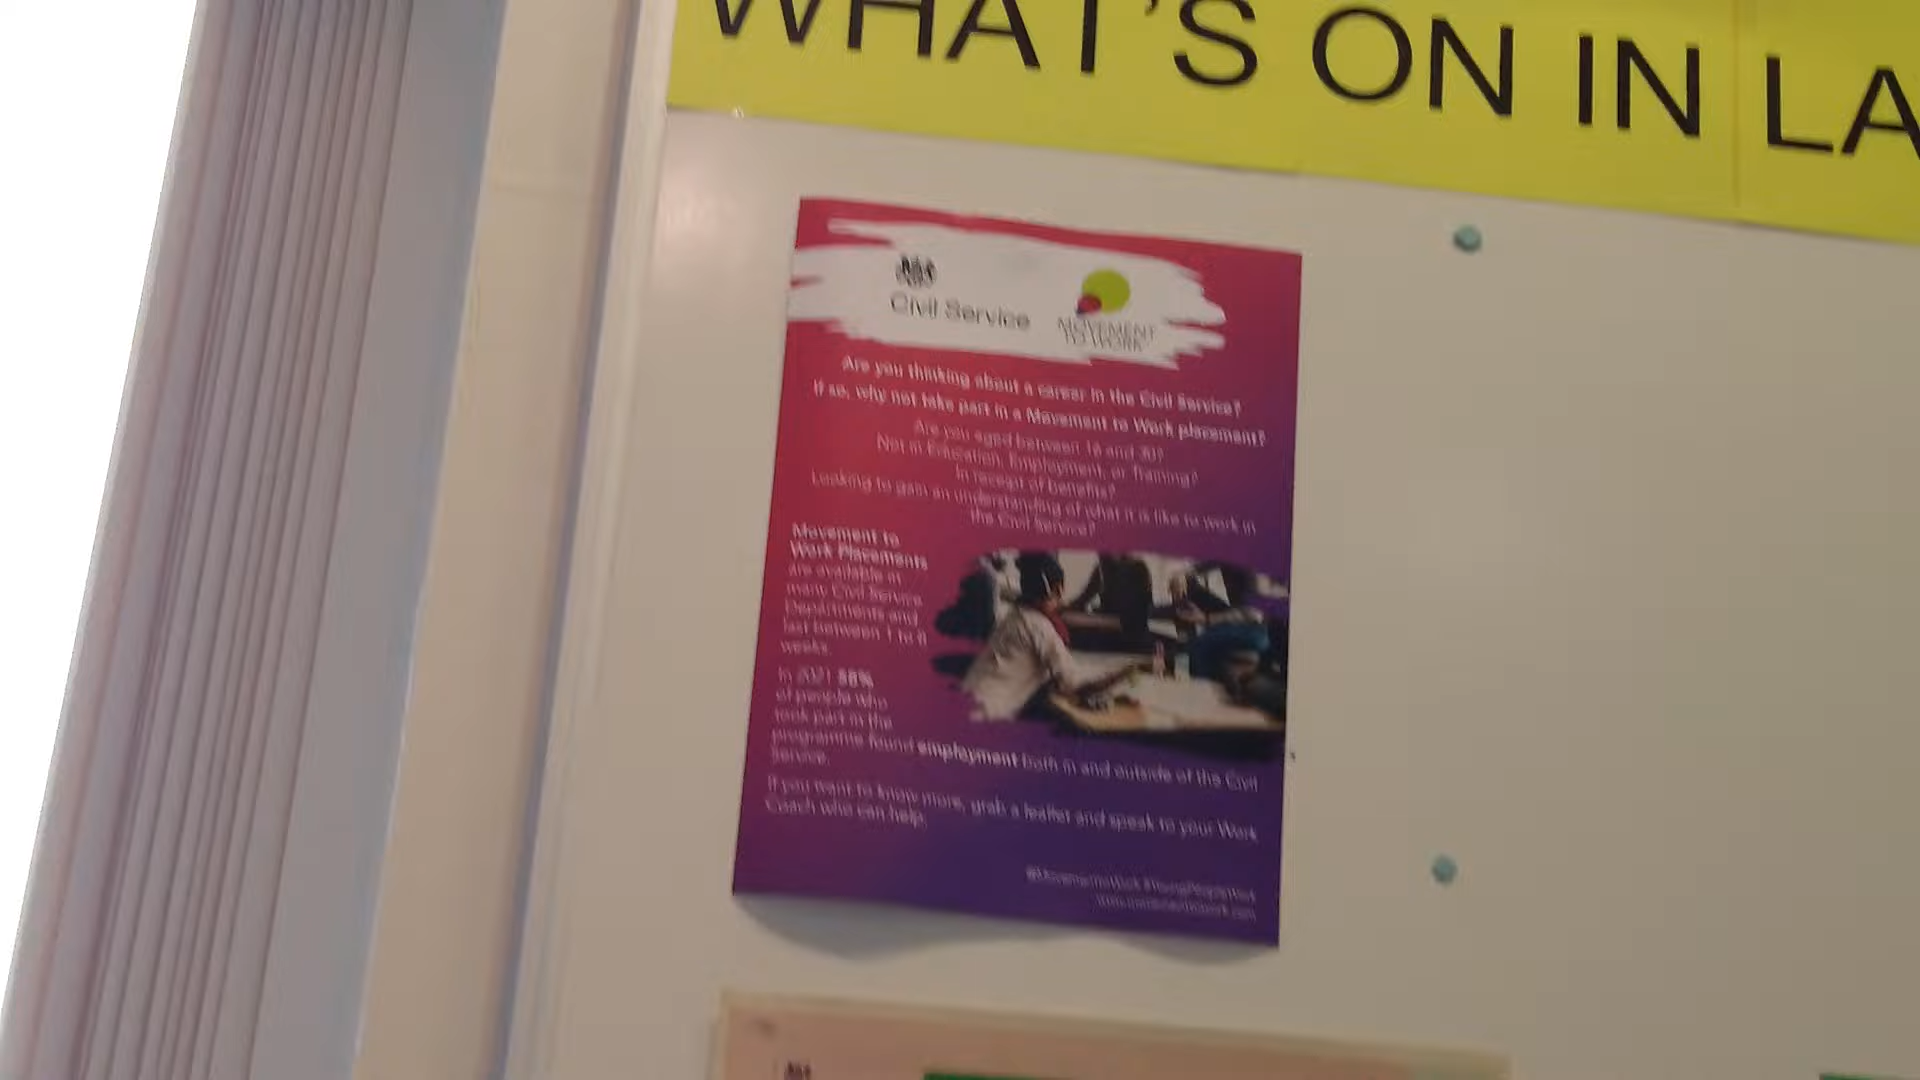 WHAT'S ON IN LA
Civil Service
MOVEMENT
TO WORK
Are you thinking about a career in the Civil Service?
If so, why not take part in a Movement to Work placement?
Are you aged between 16 and 30?
Not in Education, Employment, or Training?
In receipt of benefits?
Looking to gain an understanding of what it is like to work in
the Civil Service?
Movement to
Work Placements
are available in
many Civil Service
Departments and
last between 1 to 8
weeks.
In 2021
of people who
took part in the
programme found employment both in and outside of the Civil
Service.
If you want to know more, grab a leaflet and speak to your Work
Coach who can help.